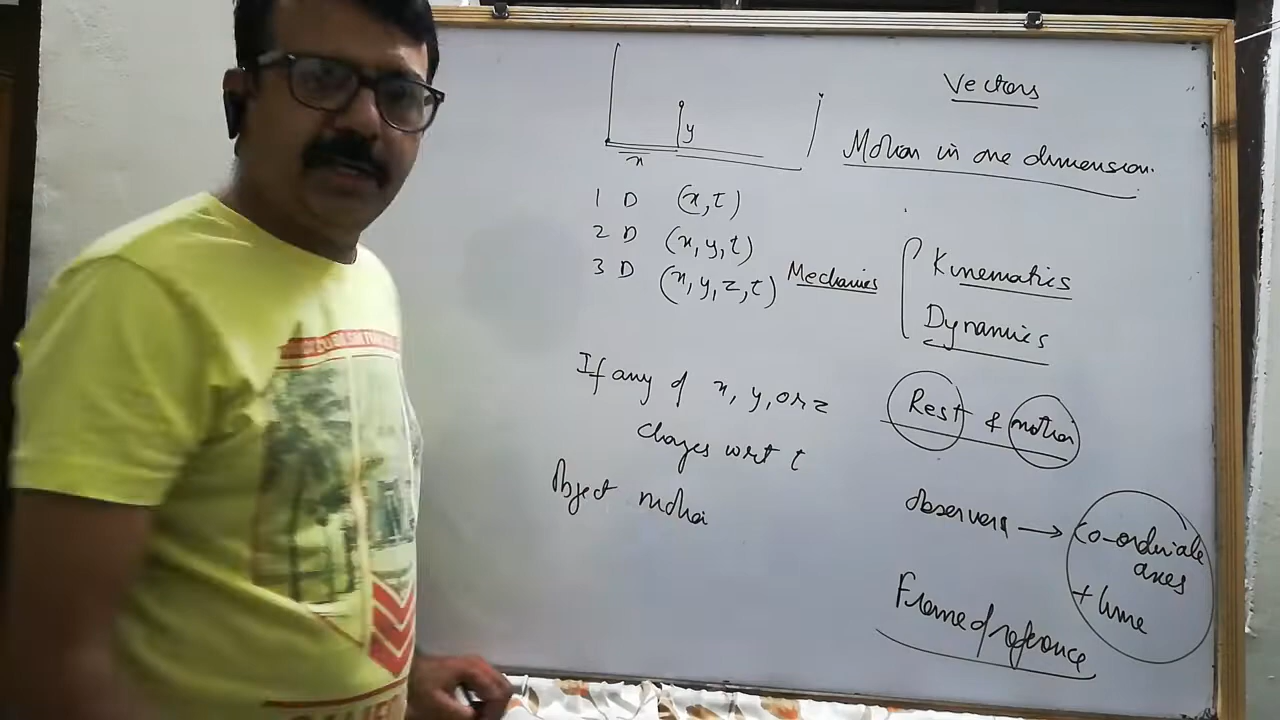 Vectors
Motion in one dimension.
y
x
1 D (x, t)
2 D (x, y, t)
3 D (x, y, z, t)
Mechanics
Kinematics
Dynamics
If any of x, y, or z
changes wrt t
Object motion
Rest & motion
Observers → Co-ordinate
axes
+ time
Frame of reference